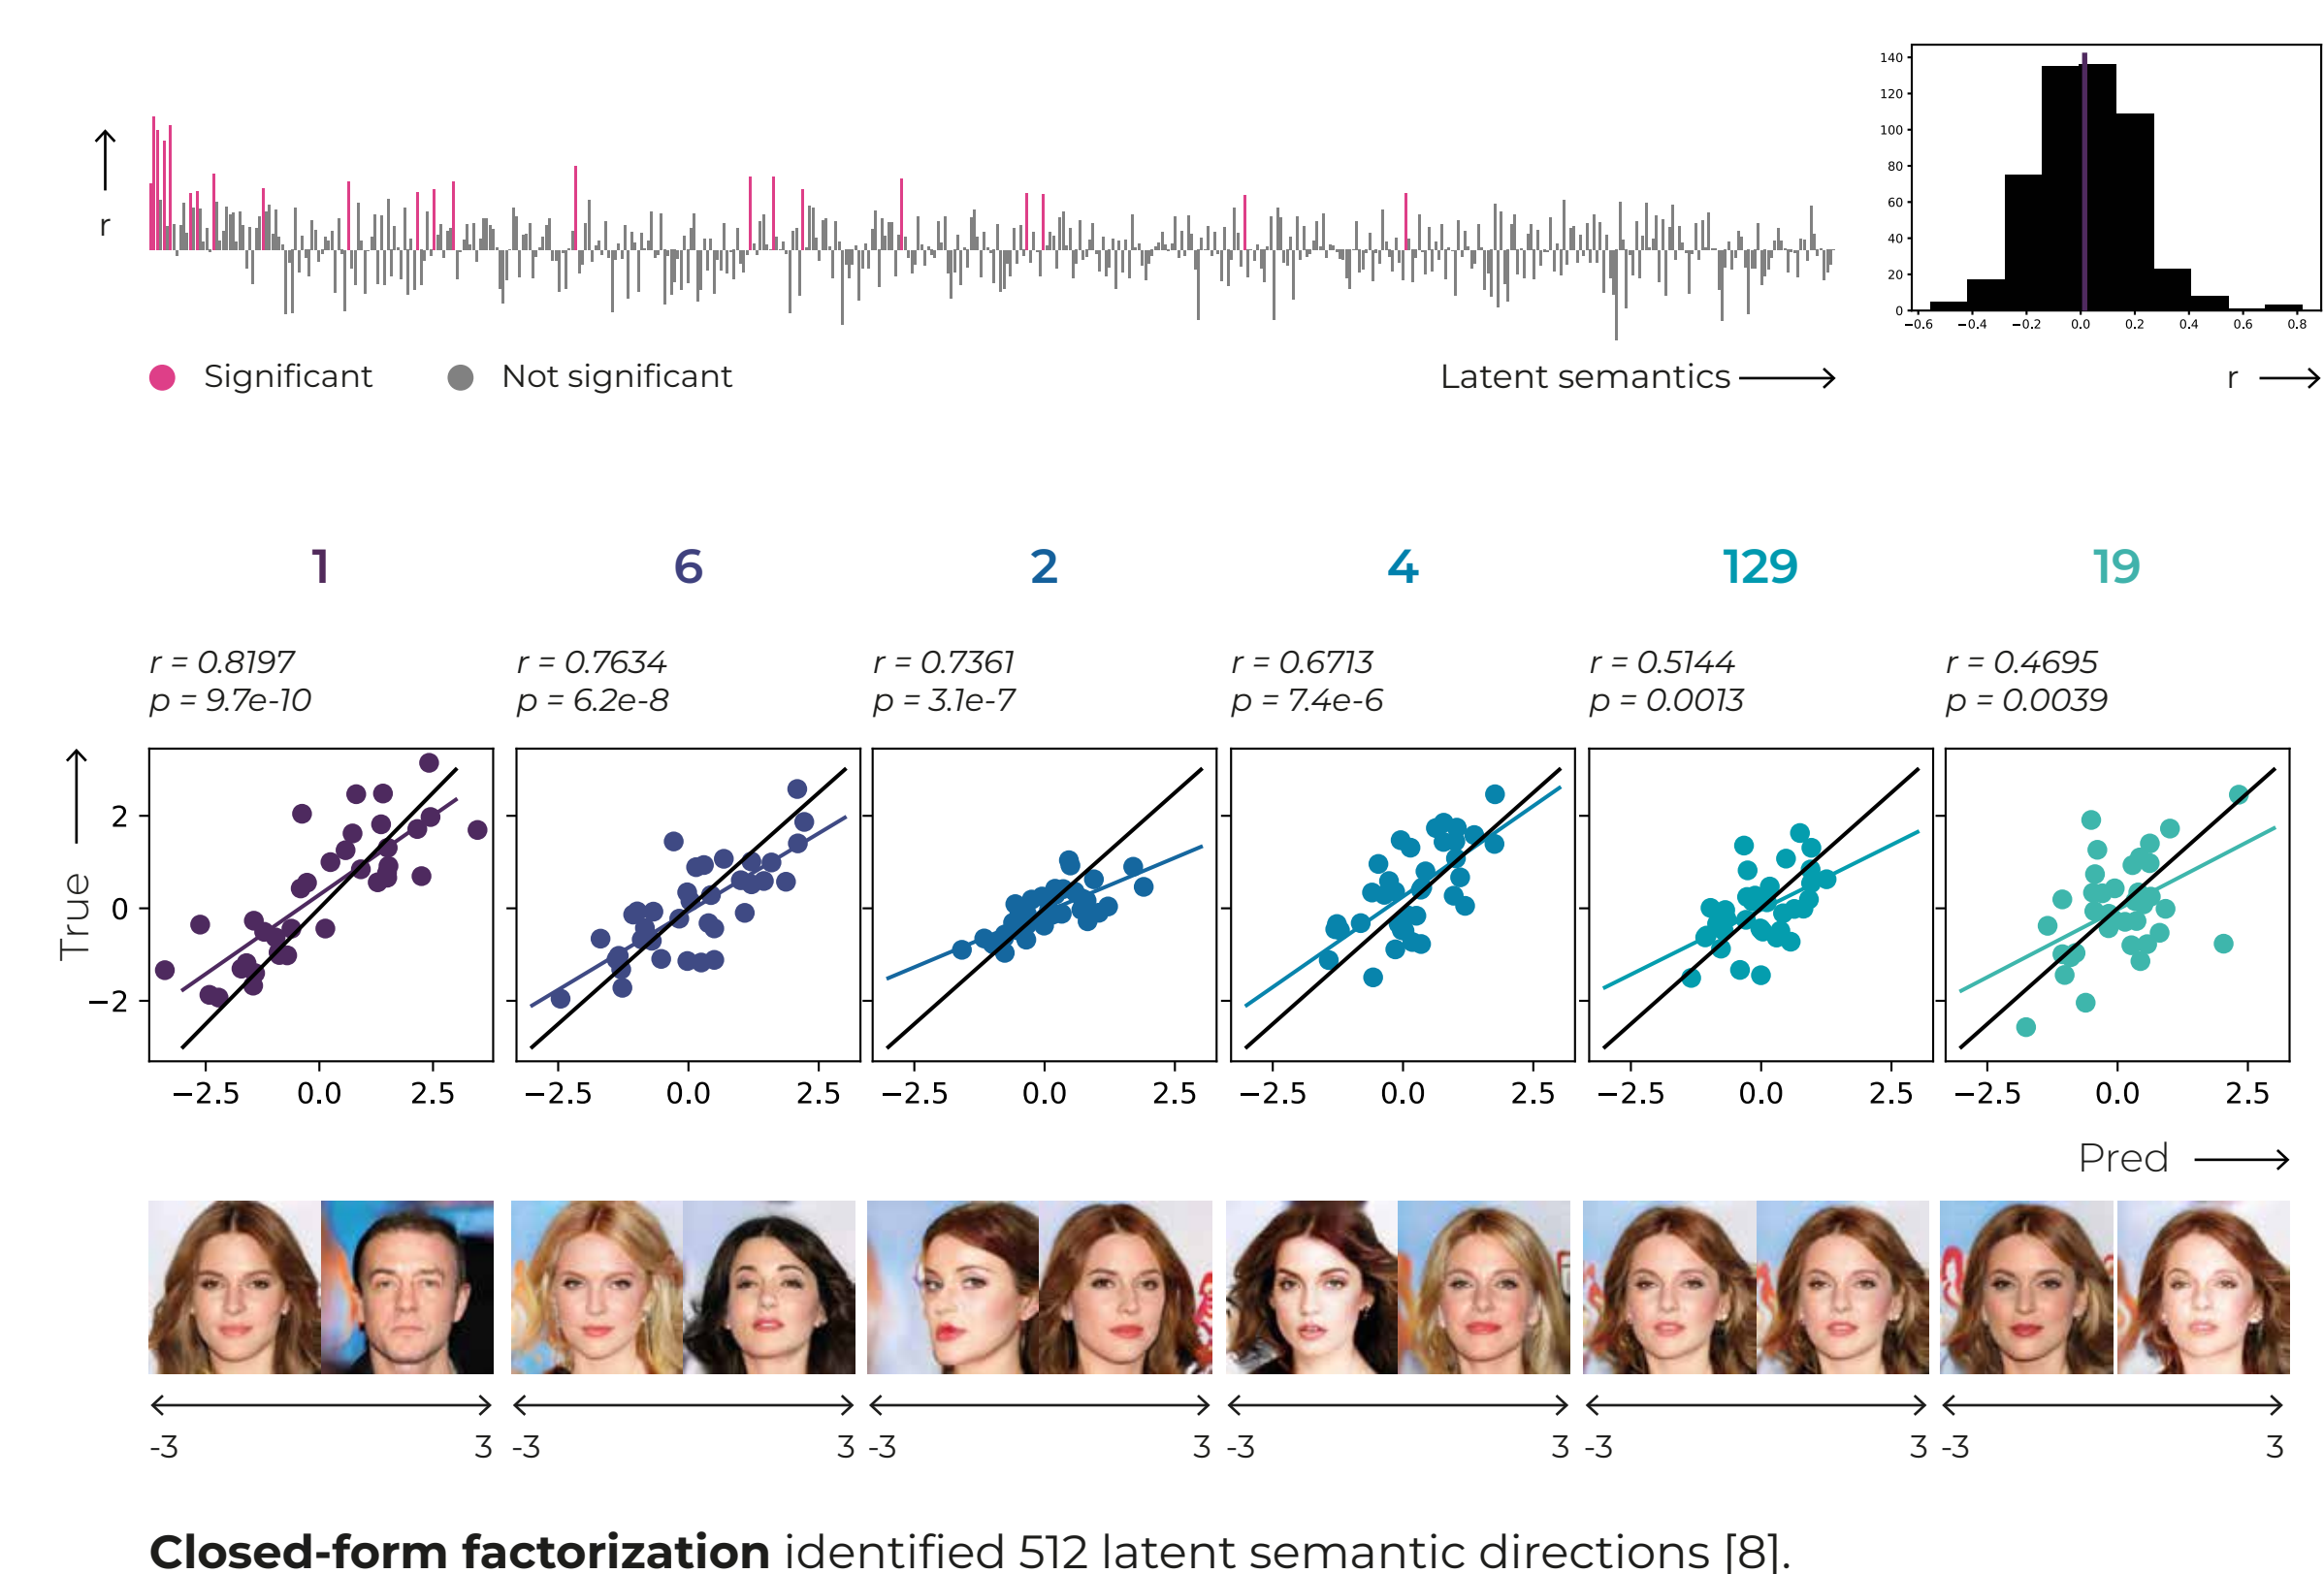 140
120
100
80
60
40
20
0
−0.6 −0.4 −0.2 0.0 0.2 0.4 0.6 0.8
r
Significant Not significant Latent semantics r
1 6 2 4 129 19
r = 0.8197 r = 0.7634 r = 0.7361 r = 0.6713 r = 0.5144 r = 0.4695
p = 9.7e-10 p = 6.2e-8 p = 3.1e-7 p = 7.4e-6 p = 0.0013 p = 0.0039
True
2
0
−2
−2.5 0.0 2.5 −2.5 0.0 2.5 −2.5 0.0 2.5 −2.5 0.0 2.5 −2.5 0.0 2.5 −2.5 0.0 2.5
Pred
-3 3 -3 3 -3 3 -3 3 -3 3 -3 3
Closed-form factorization identified 512 latent semantic directions [8].